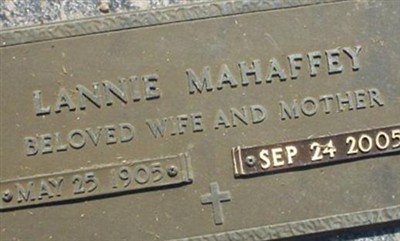 LANNIE MAHAFFEY
BELOVED WIFE AND MOTHER
MAY 25 1905
SEP 24 2005